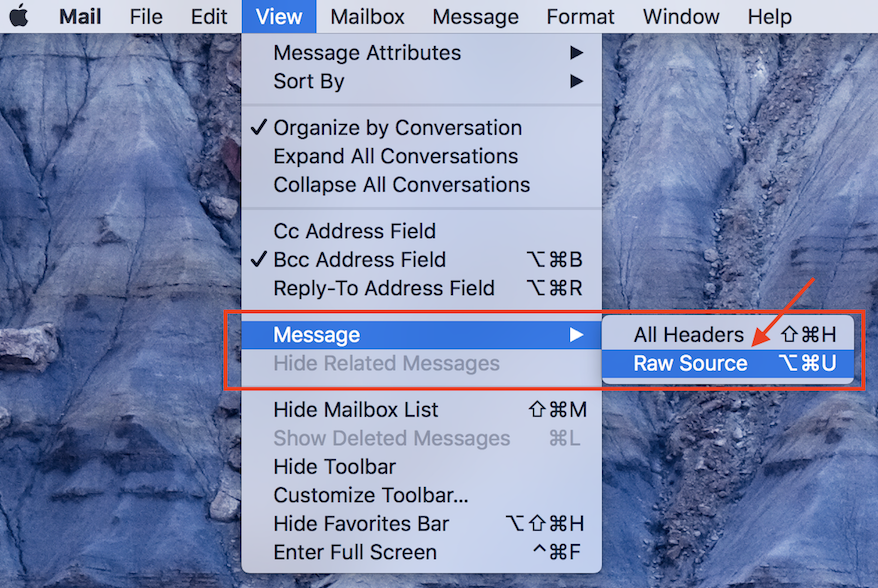 Mail File Edit View Mailbox Message Format Window Help
Message Attributes ▶
Sort By ▶
✓ Organize by Conversation
Expand All Conversations
Collapse All Conversations
Cc Address Field
✓ Bcc Address Field ⌥⌘B
Reply-To Address Field ⌥⌘R
Message ▶ All Headers ⇧⌘H
Hide Related Messages Raw Source ⌥⌘U
Hide Mailbox List ⇧⌘M
Show Deleted Messages ⌘L
Hide Toolbar
Customize Toolbar...
Hide Favorites Bar ⌥⇧⌘H
Enter Full Screen ^⌘F